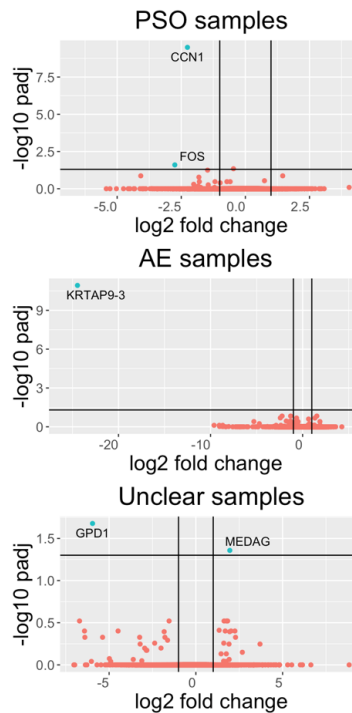 PSO samples
CCN1
7.5
5.0
2.5
FOS
0.0
-5.0
-2.5
0.0
2.5
-log10 padj
log2 fold change
AE samples
KRTAP9-3
9
6
3
0
-20
-10
0
-log10 padj
log2 fold change
Unclear samples
GPD1
MEDAG
1.5
1.0
0.5
0.0
-5
0
5
-log10 padj
log2 fold change